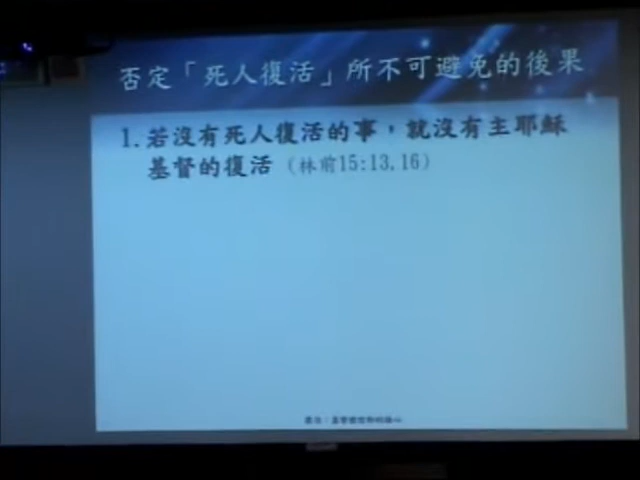 否定「死人復活」所不可避免的後果
1. 若沒有死人復活的事，就沒有主耶穌
基督的復活（林前15:13,16）